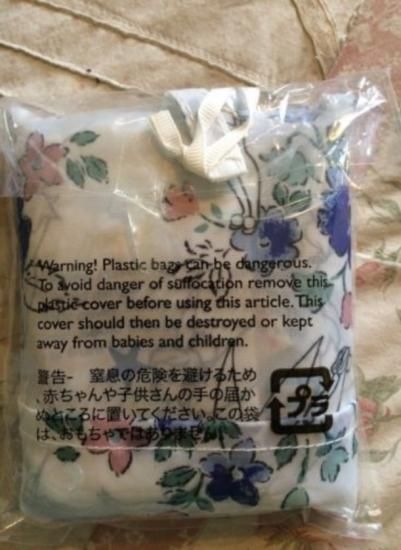 Warning! Plastic bags can be dangerous.
To avoid danger of suffocation remove this
plastic cover before using this article. This
cover should then be destroyed or kept
away from babies and children.
警告- 窒息の危険を避けるため
、赤ちゃんや子供さんの手の届か
ぬところに置いてください。この袋
は、おもちゃではありません。
プラ